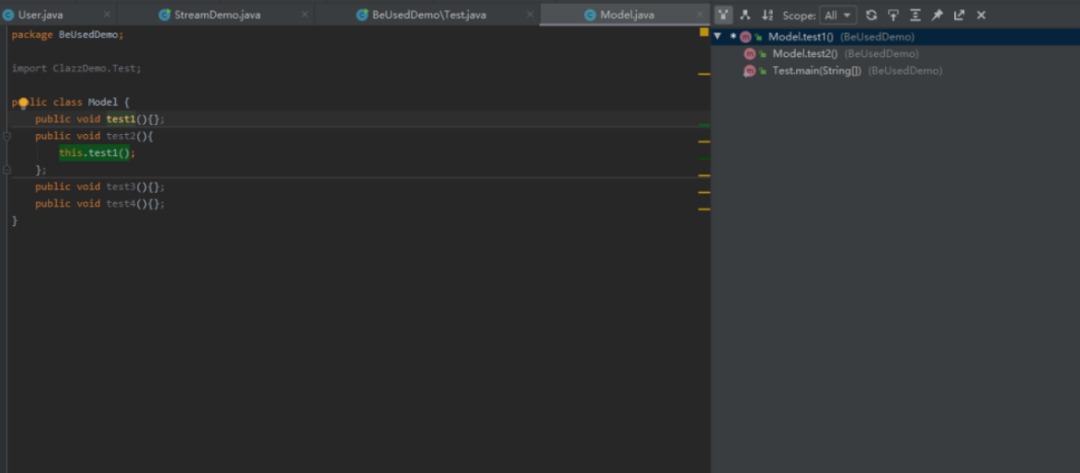 User.java
StreamDemo.java
BeUsedDemo\Test.java
Model.java
Scope: All
package BeUsedDemo;
import ClazzDemo.Test;
public class Model {
public void test1(){};
public void test2(){
this.test1();
};
public void test3(){};
public void test4(){};
}
Model.test1() (BeUsedDemo)
Model.test2() (BeUsedDemo)
Test.main(String[]) (BeUsedDemo)